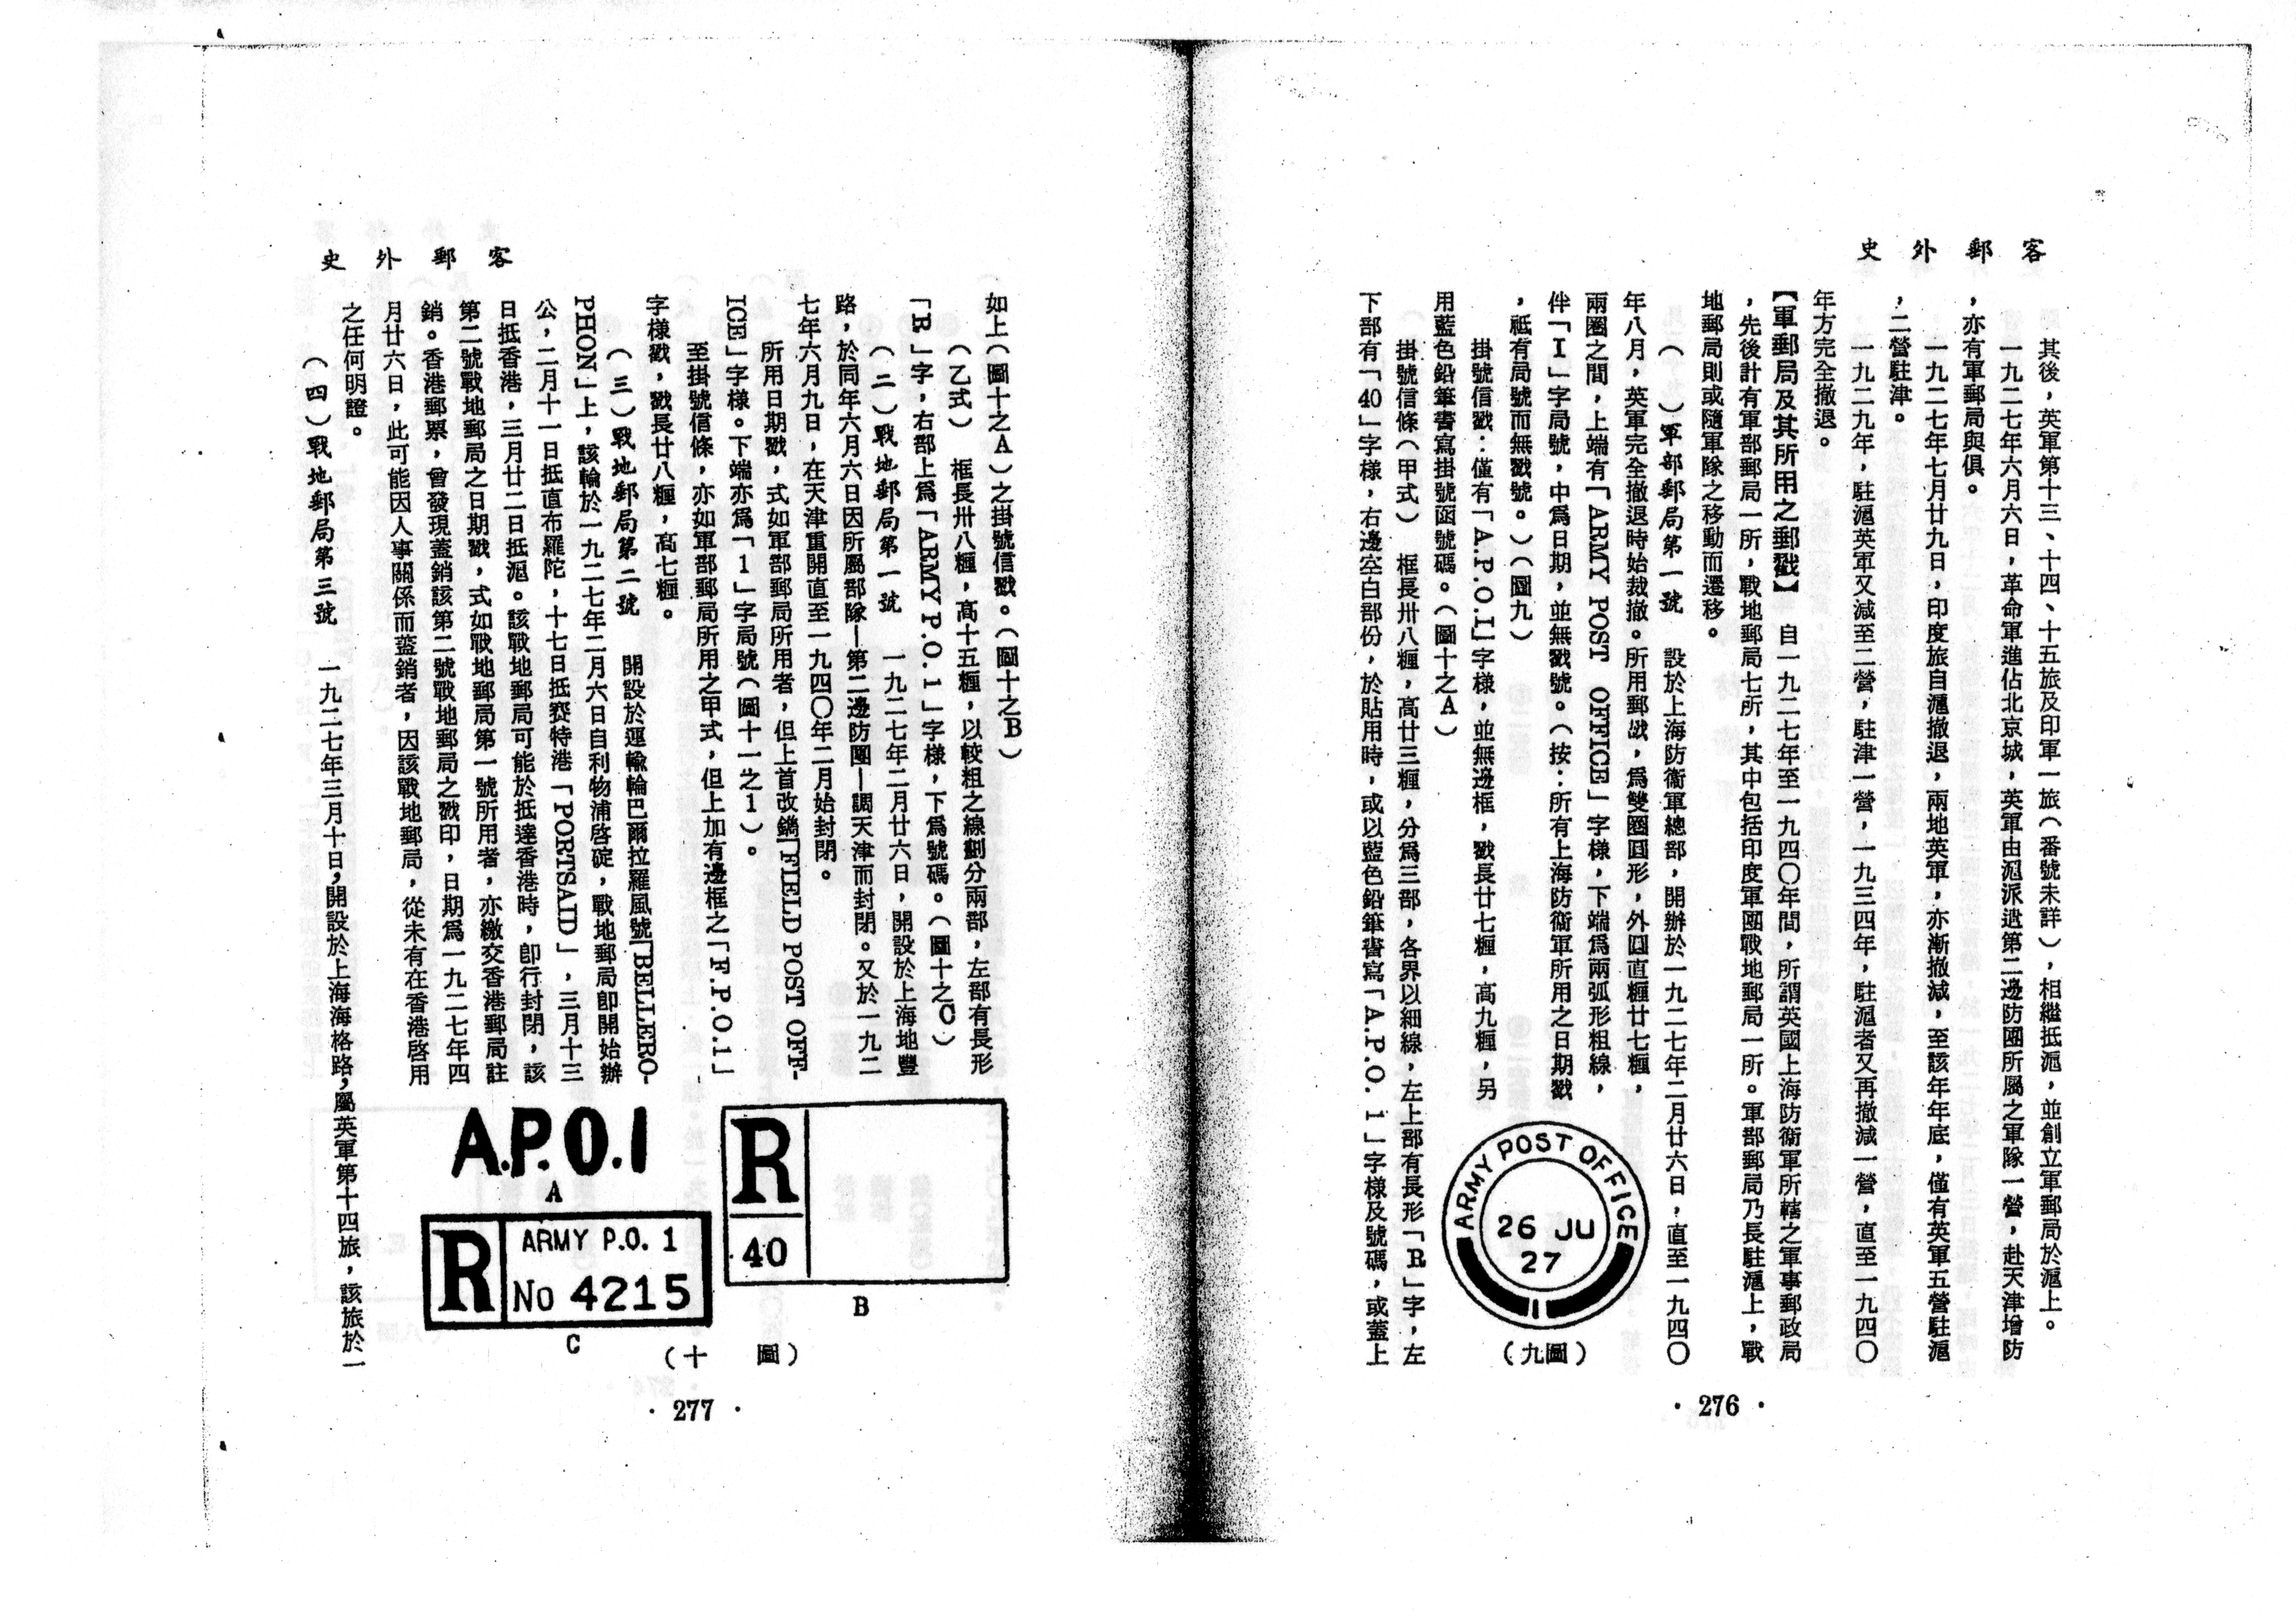 客郵外史
其後，英軍第十三、十四、十五旅及印軍一旅（番號未詳），相繼抵滬，並創立軍郵局於滬上。
一九二七年六月六日，革命軍進佔北京城，英軍由滬派遣第二邊防團所屬之軍隊一營，赴天津增防
，亦有軍郵局與俱。
一九二七年七月廿九日，印度旅自滬撤退，兩地英軍，亦漸撤減，至該年年底，僅有英軍五營駐滬
，二營駐津。
一九二九年，駐滬英軍又減至二營，駐津一營，一九三四年，駐滬者又再撤減一營，直至一九四〇
年方完全撤退。
【軍郵局及其所用之郵戳】　自一九二七年至一九四〇年間，所謂英國上海防衞軍所轄之軍事郵政局
，先後計有軍部郵局一所，戰地郵局七所，其中包括印度軍團戰地郵局一所。軍部郵局乃長駐滬上，戰
地郵局則或隨軍隊之移動而遷移。
（一）軍部郵局第一號　設於上海防衞軍總部，開辦於一九二七年二月廿六日，直至一九四〇
年八月，英軍完全撤退時始裁撤。所用郵戳，爲雙圈圓形，外圓直糎廿七糎，
兩圈之間，上端有「ARMY POST OFFICE」字樣，下端爲兩弧形粗線，
伴「I」字局號，中爲日期，並無戳號。（按：所有上海防衞軍所用之日期戳
，祇有局號而無戳號。）（圖九）
掛號信戳：僅有「A.P.O.I」字樣，並無邊框，戳長廿七糎，高九糎，另
用藍色鉛筆書寫掛號函號碼。（圖十之A）
掛號信條（甲式）　框長卅八糎，高廿三糎，分爲三部，各界以細線，左上部有長形「R」字，左
下部有「40」字樣，右邊空白部份，於貼用時，或以藍色鉛筆書寫「A.P.O. 1」字樣及號碼，或蓋上
ARMY POST OFFICE
26 JU
27
1
（九圖）
· 276 ·
客郵外史
如上（圖十之A）之掛號信戳。（圖十之B）
（乙式）　框長卅八糎，高十五糎，以較粗之線劃分兩部，左部有長形
「R」字，右部上爲「ARMY P.O. 1」字樣，下爲號碼。（圖十之C）
（二）戰地郵局第一號　一九二七年二月廿六日，開設於上海地豐
路，於同年六月六日因所屬部隊—第二邊防團—調天津而封閉。又於一九二
七年六月九日，在天津重開直至一九四〇年二月始封閉。
所用日期戳，式如軍部郵局所用者，但上首改鐫「FIELD POST OFF-
ICE」字樣。下端亦爲「1」字局號（圖十一之1）。
至掛號信條，亦如軍部郵局所用之甲式，但上加有邊框之「F.P.O.1」
字樣戳，戳長廿八糎，高七糎。
（三）戰地郵局第二號　開設於運輸輪巴爾拉羅風號「BELLERO-
PHON」上，該輪於一九二七年二月六日自利物浦啓碇，戰地郵局卽開始辦
公，二月十一日抵直布羅陀，十七日抵賽特港「PORTSAID」，三月十三
日抵香港，三月廿二日抵滬。該戰地郵局可能於抵達香港時，卽行封閉，該
第二號戰地郵局之日期戳，式如戰地郵局第一號所用者，亦繳交香港郵局註
銷。香港郵票，曾發現蓋銷該第二號戰地郵局之戳印，日期爲一九二七年四
月廿六日，此可能因人事關係而蓋銷者，因該戰地郵局，從未有在香港啓用
之任何明證。
（四）戰地郵局第三號　一九二七年三月十日，開設於上海海格路，屬英軍第十四旅，該旅於一
R
40
B
A.P.O.I
A
R
ARMY P.O. 1
No 4215
C
（十圖）
· 277 ·